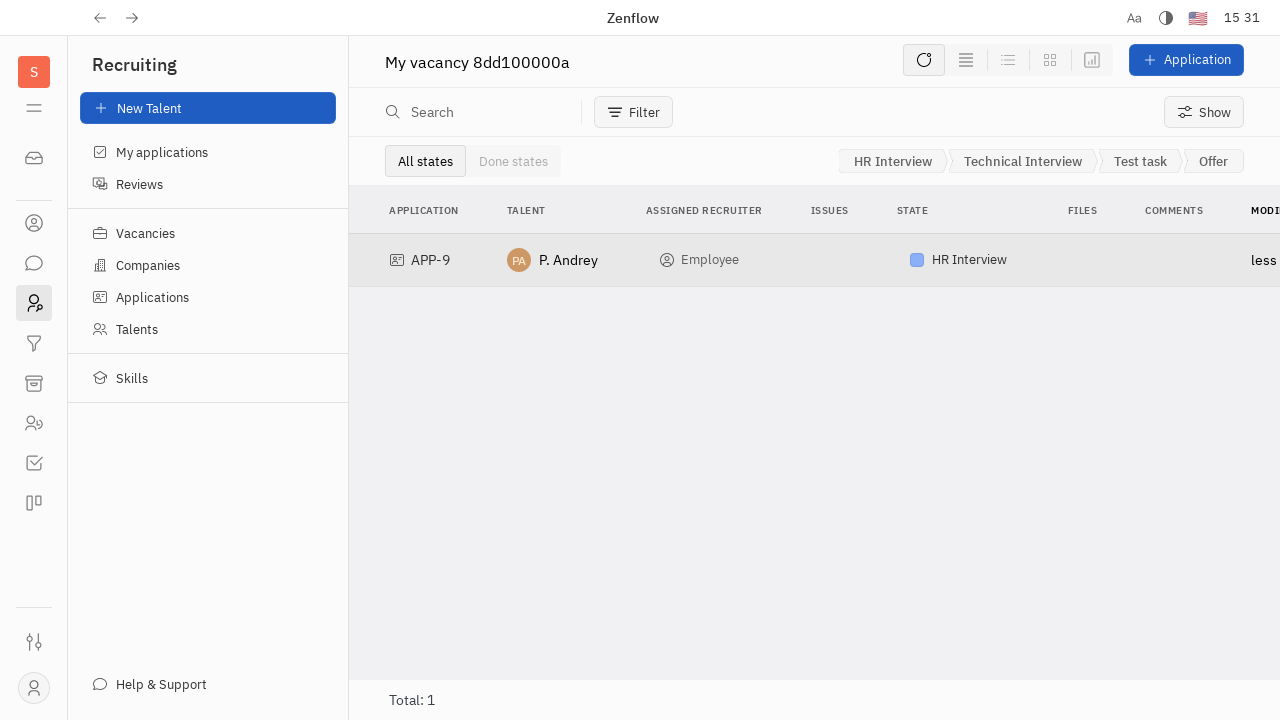 Zenflow
Aa
15 31
S
Recruiting
New Talent
My applications
Reviews
Vacancies
Companies
Applications
Talents
Skills
Help & Support
My vacancy 8dd100000a
Application
Search
Filter
Show
All states
Done states
HR Interview
Technical Interview
Test task
Offer
APPLICATION TALENT ASSIGNED RECRUITER ISSUES STATE FILES COMMENTS MODI
APP-9 PA P. Andrey Employee HR Interview less
Total: 1